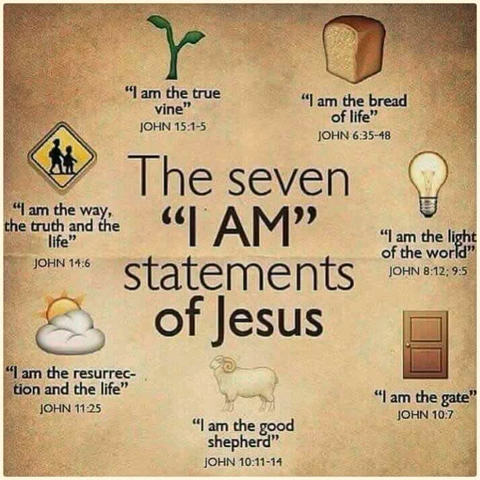 The seven
“I AM”
statements
of Jesus
“I am the true
vine”
JOHN 15:1-5
“I am the bread
of life”
JOHN 6:35-48
“I am the light
of the world”
JOHN 8:12; 9:5
“I am the gate”
JOHN 10:7
“I am the good
shepherd”
JOHN 10:11-14
“I am the resurrec-
tion and the life”
JOHN 11:25
“I am the way,
the truth and the
life”
JOHN 14:6